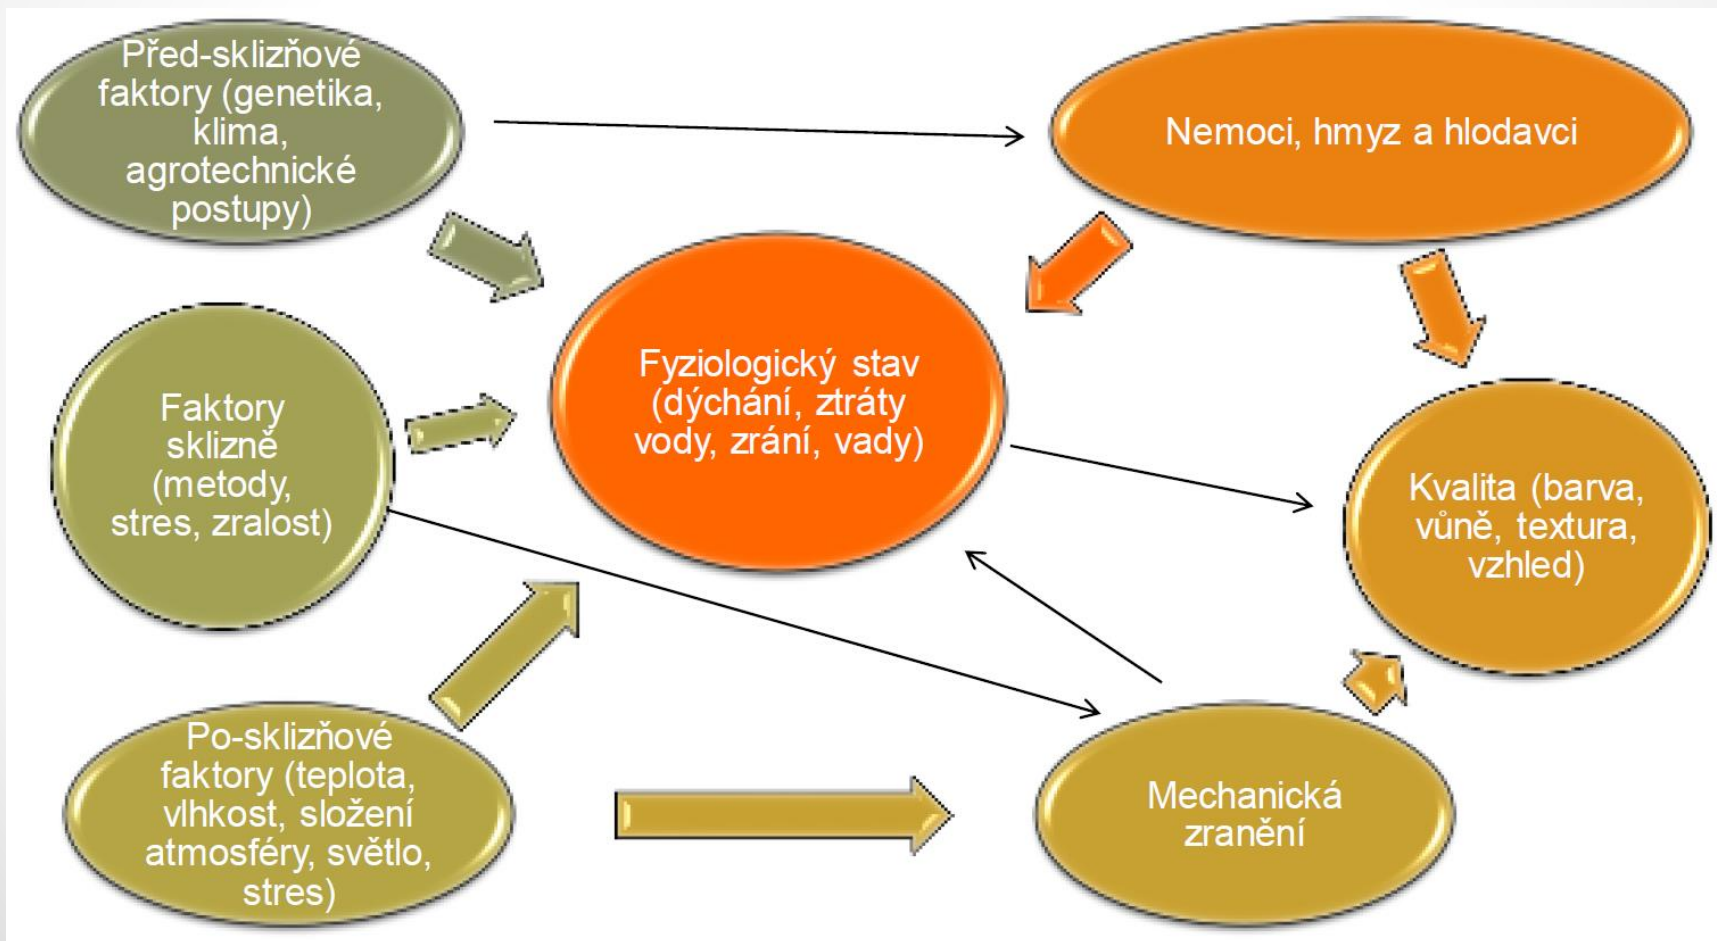 Před-sklizňové
faktory (genetika,
klima,
agrotechnické
postupy)
Nemoci, hmyz a hlodavci
Fyziologický stav
(dýchání, ztráty
vody, zrání, vady)
Faktory
sklizně
(metody,
stres, zralost)
Kvalita (barva,
vůně, textura,
vzhled)
Po-sklizňové
faktory (teplota,
vlhkost, složení
atmosféry, světlo,
stres)
Mechanická
zranění